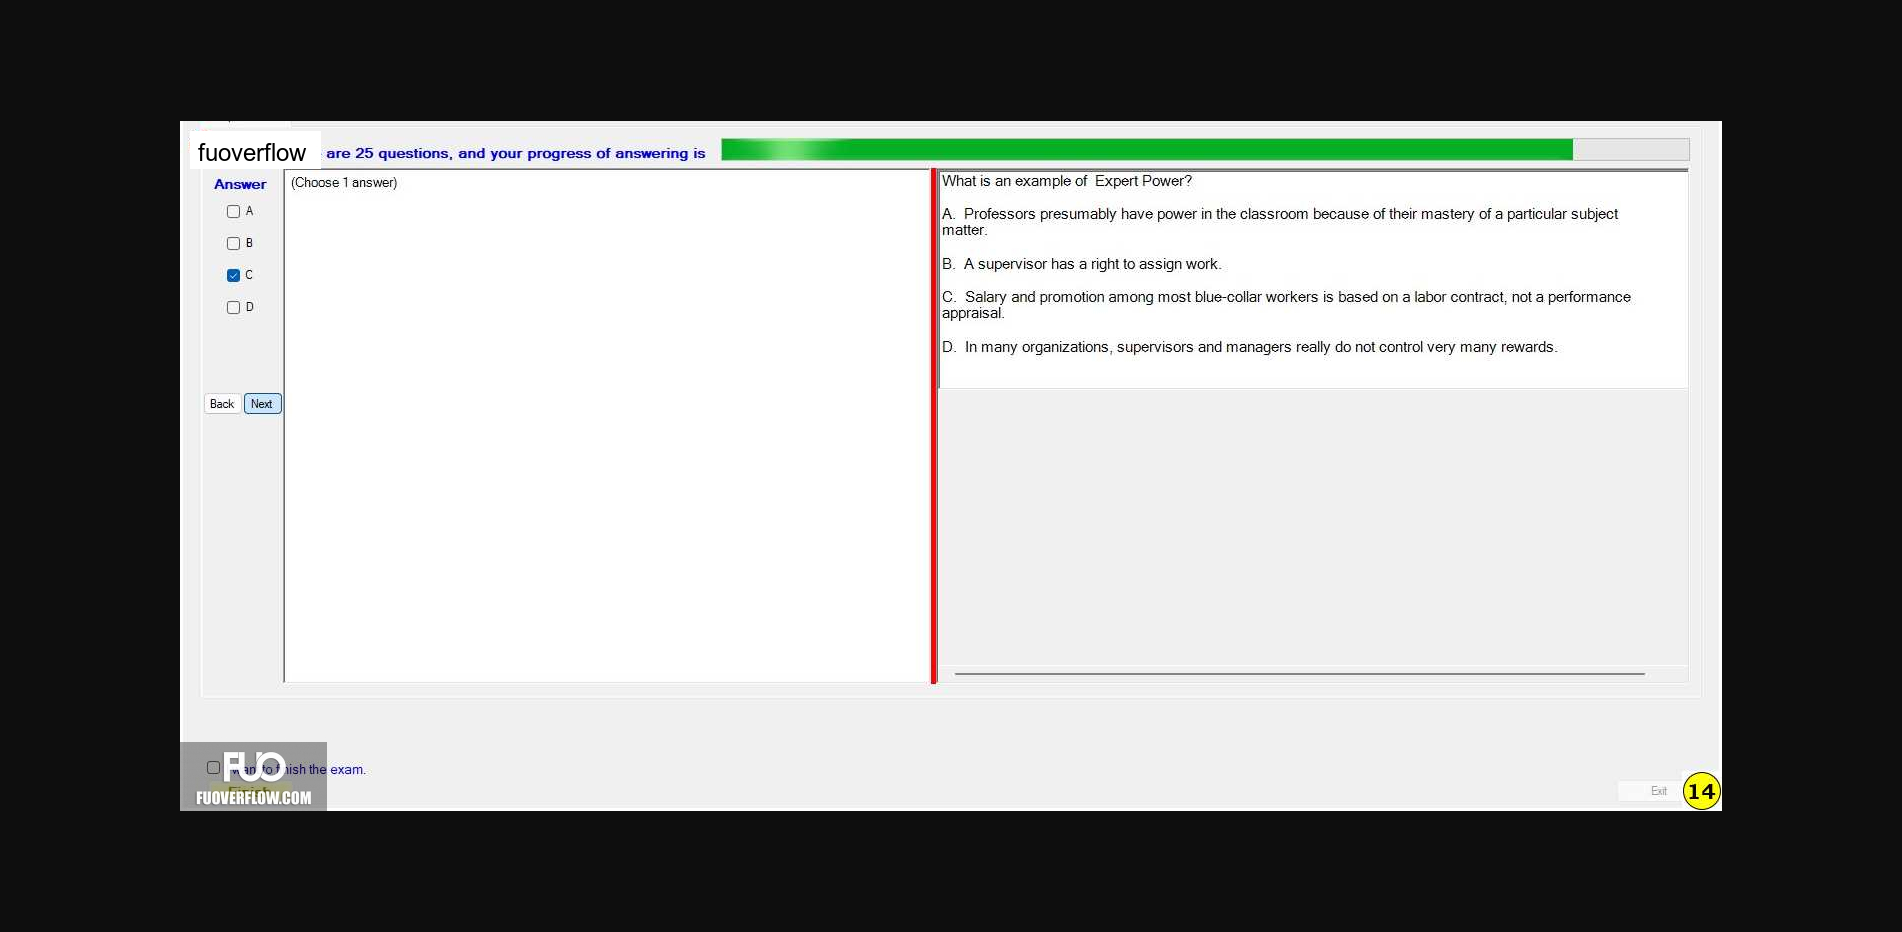 fuoverflow are 25 questions, and your progress of answering is
Answer
A
B
C
D
Back Next
(Choose 1 answer)
What is an example of Expert Power?
A. Professors presumably have power in the classroom because of their mastery of a particular subject
matter.
B. A supervisor has a right to assign work.
C. Salary and promotion among most blue-collar workers is based on a labor contract, not a performance
appraisal.
D. In many organizations, supervisors and managers really do not control very many rewards.
FUO
want to finish the exam.
Finish
FUOVERFLOW.COM
Exit
14